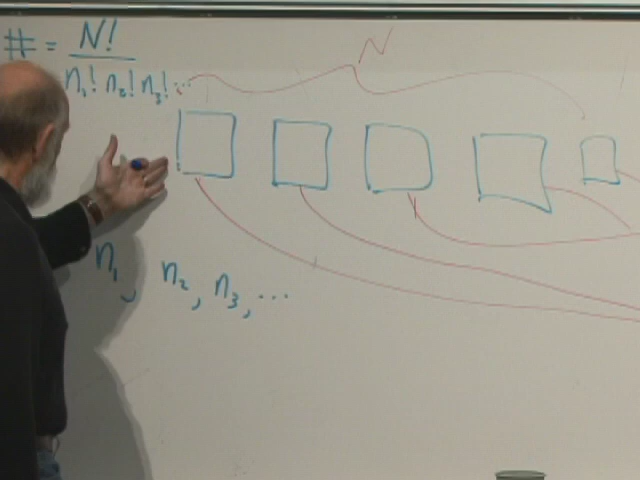 # = N! / n₁! n₂! n₃! ...
N
n₁, n₂, n₃, ...